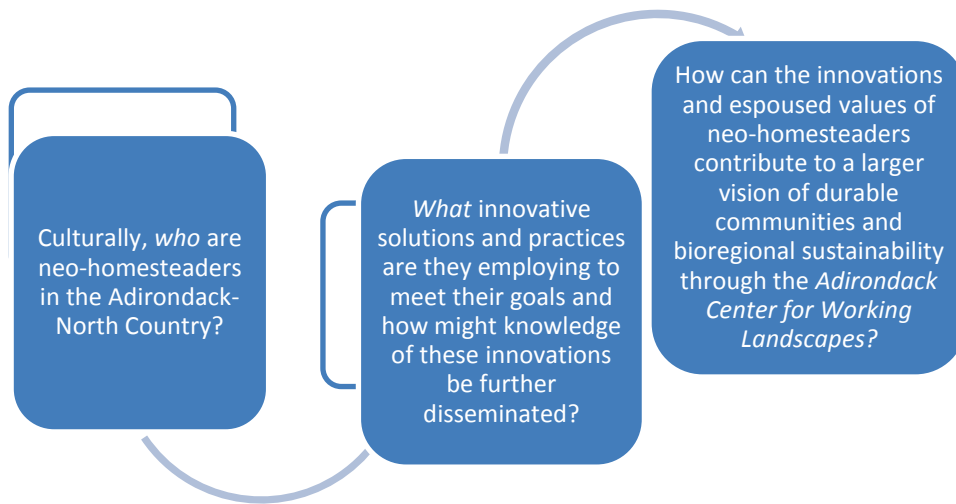 Culturally, who are
neo-homesteaders
in the Adirondack-
North Country?
What innovative
solutions and practices
are they employing to
meet their goals and
how might knowledge
of these innovations
be further
disseminated?
How can the innovations
and espoused values of
neo-homesteaders
contribute to a larger
vision of durable
communities and
bioregional sustainability
through the Adirondack
Center for Working
Landscapes?